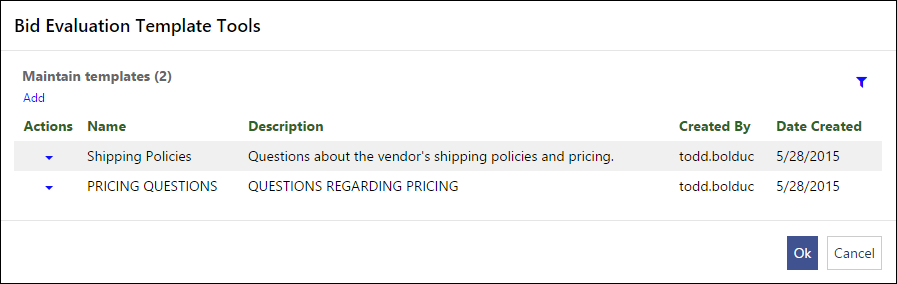 Bid Evaluation Template Tools
Maintain templates (2)
Add
Actions Name Description Created By Date Created
Shipping Policies Questions about the vendor's shipping policies and pricing. todd.bolduc 5/28/2015
PRICING QUESTIONS QUESTIONS REGARDING PRICING todd.bolduc 5/28/2015
Ok Cancel